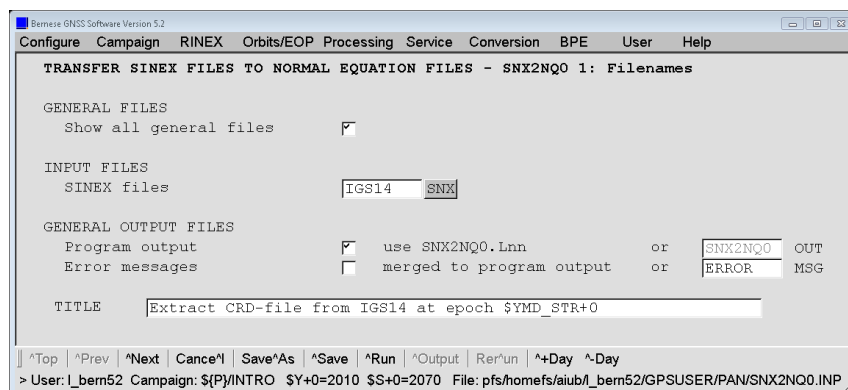 Bernese GNSS Software Version 5.2
Configure Campaign RINEX Orbits/EOP Processing Service Conversion BPE User Help
TRANSFER SINEX FILES TO NORMAL EQUATION FILES - SNX2NQ0 1: Filenames
GENERAL FILES
Show all general files
INPUT FILES
SINEX files IGS14 SNX
GENERAL OUTPUT FILES
Program output use SNX2NQ0.Lnn or SNX2NQ0 OUT
Error messages merged to program output or ERROR MSG
TITLE Extract CRD-file from IGS14 at epoch $YMD_STR+0
^Top ^Prev ^Next Cance^l Save^As ^Save ^Run ^Output Rer^un ^+Day ^-Day
> User: l_bern52 Campaign: ${P}/INTRO $Y+0=2010 $S+0=2070 File: pfs/homefs/aiub/l_bern52/GPSUSER/PAN/SNX2NQ0.INP